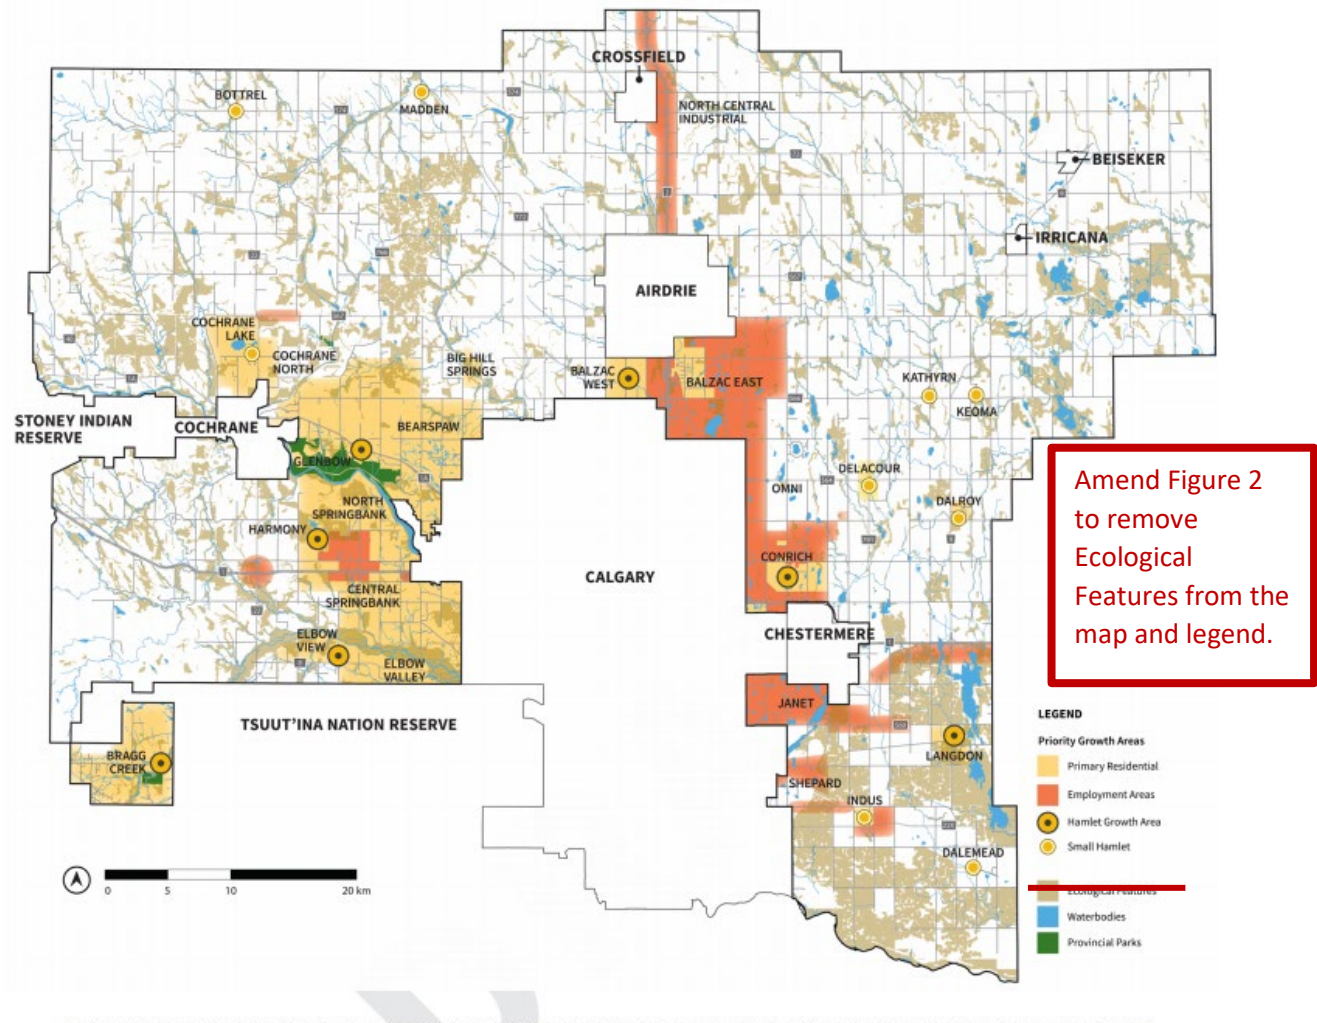 CROSSFIELD
BOTTREL
MADDEN
NORTH CENTRAL
INDUSTRIAL
BEISEKER
IRRICANA
AIRDRIE
COCHRANE
LAKE
COCHRANE
NORTH
BIG HILL
SPRINGS
BALZAC
WEST
BALZAC EAST
KATHYRN
KEOMA
STONEY INDIAN
RESERVE
COCHRANE
BEARSPAW
GLENBOW
DELACOUR
OMNI
DALROY
NORTH
SPRINGBANK
HARMONY
CONRICH
CALGARY
CENTRAL
SPRINGBANK
ELBOW
VIEW
ELBOW
VALLEY
CHESTERMERE
TSUUT'INA NATION RESERVE
JANET
BRAGG
CREEK
LANGDON
SHEPARD
INDUS
DALEMEAD
0 5 10 20 km
Amend Figure 2
to remove
Ecological
Features from the
map and legend.
LEGEND
Priority Growth Areas
Primary Residential
Employment Areas
Hamlet Growth Area
Small Hamlet
Ecological Features
Waterbodies
Provincial Parks